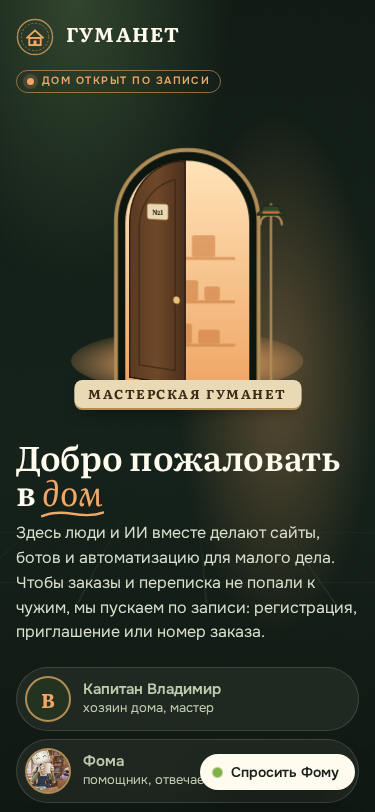 ГУМАНЕТ
ДОМ ОТКРЫТ ПО ЗАПИСИ
№1
МАСТЕРСКАЯ ГУМАНЕТ
Добро пожаловать
в дом
Здесь люди и ИИ вместе делают сайты,
ботов и автоматизацию для малого дела.
Чтобы заказы и переписка не попали к
чужим, мы пускаем по записи: регистрация,
приглашение или номер заказа.
В
Капитан Владимир
хозяин дома, мастер
Фома
помощник, отвечае
Спросить Фому